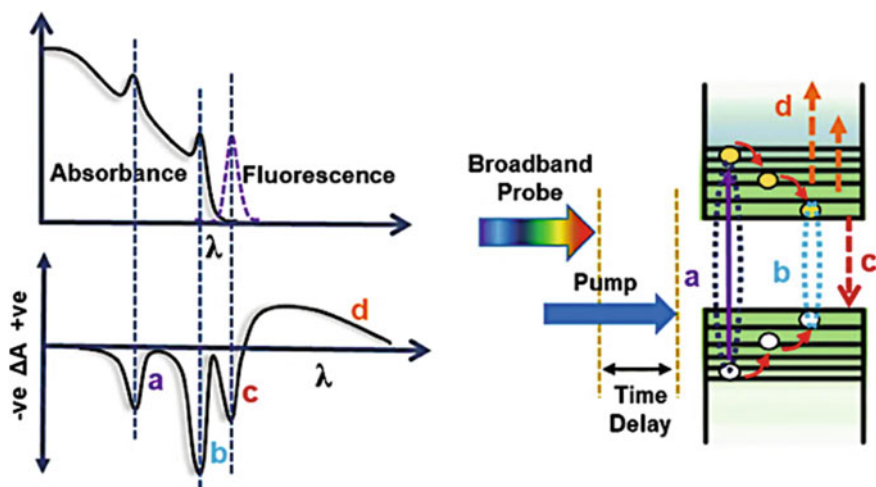 Absorbance
Fluorescence
λ
-ve ΔA +ve
a
b
c
d
λ
Broadband
Probe
Pump
Time
Delay
a
b
c
d